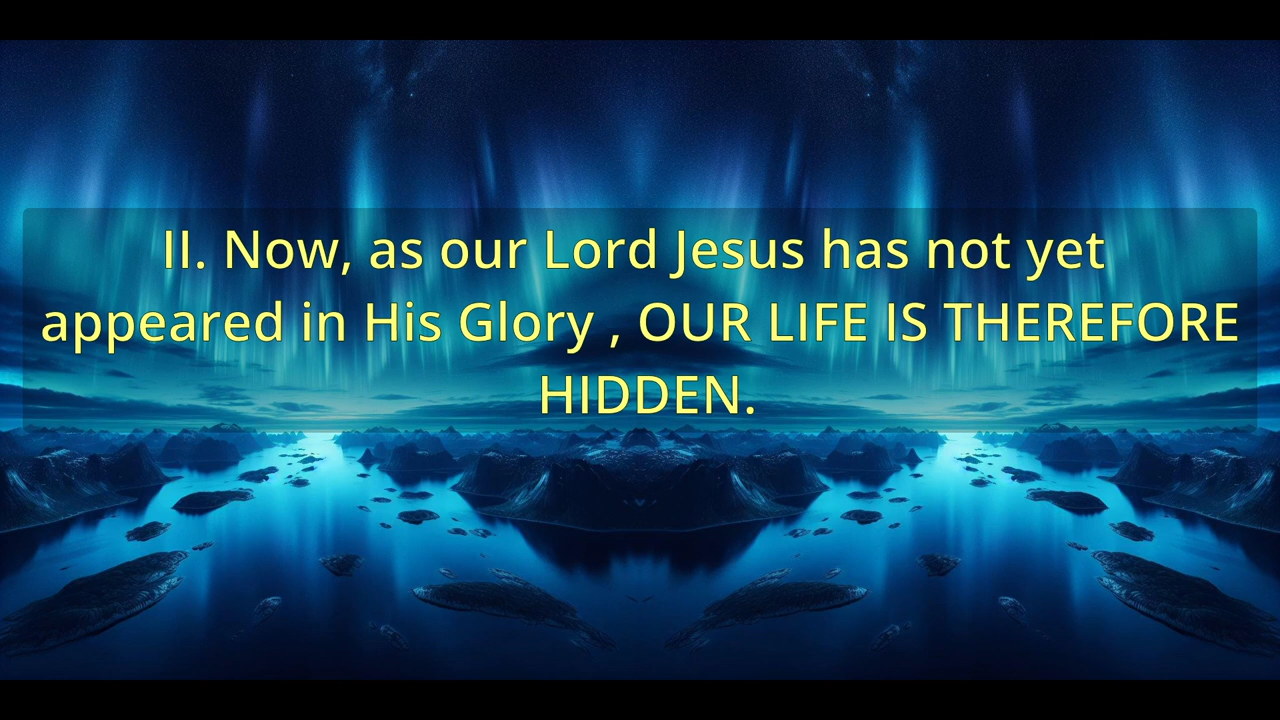 II. Now, as our Lord Jesus has not yet
appeared in His Glory , OUR LIFE IS THEREFORE
HIDDEN.